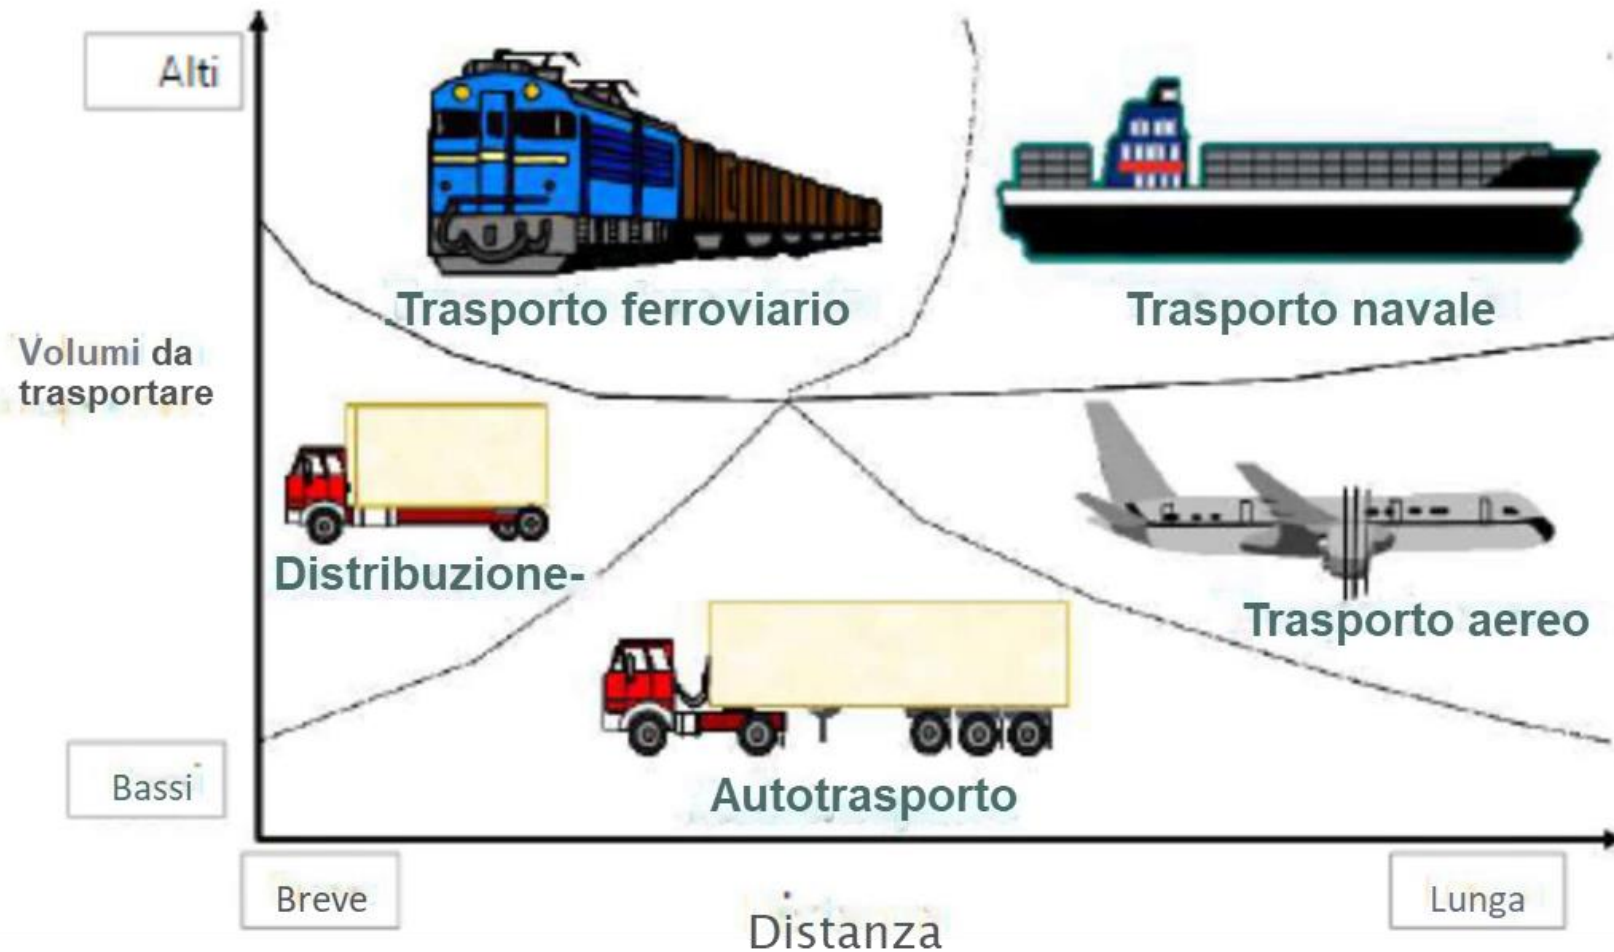 Alti
Trasporto ferroviario
Trasporto navale
Volumi da
trasportare
Distribuzione-
Trasporto aereo
Bassi
Autotrasporto
Breve
Lunga
Distanza